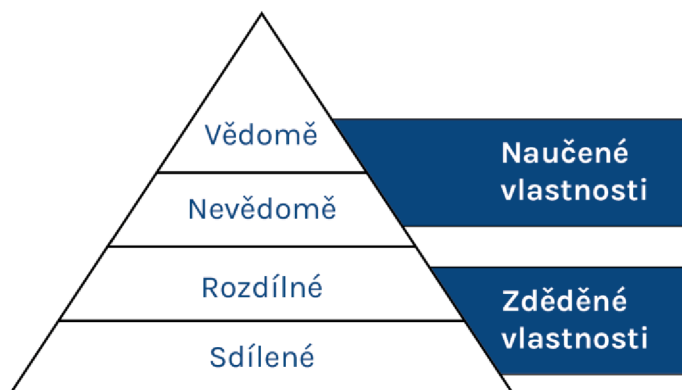 Vědomě
Naučené
vlastnosti
Nevědomě
Rozdílné
Zděděné
vlastnosti
Sdílené